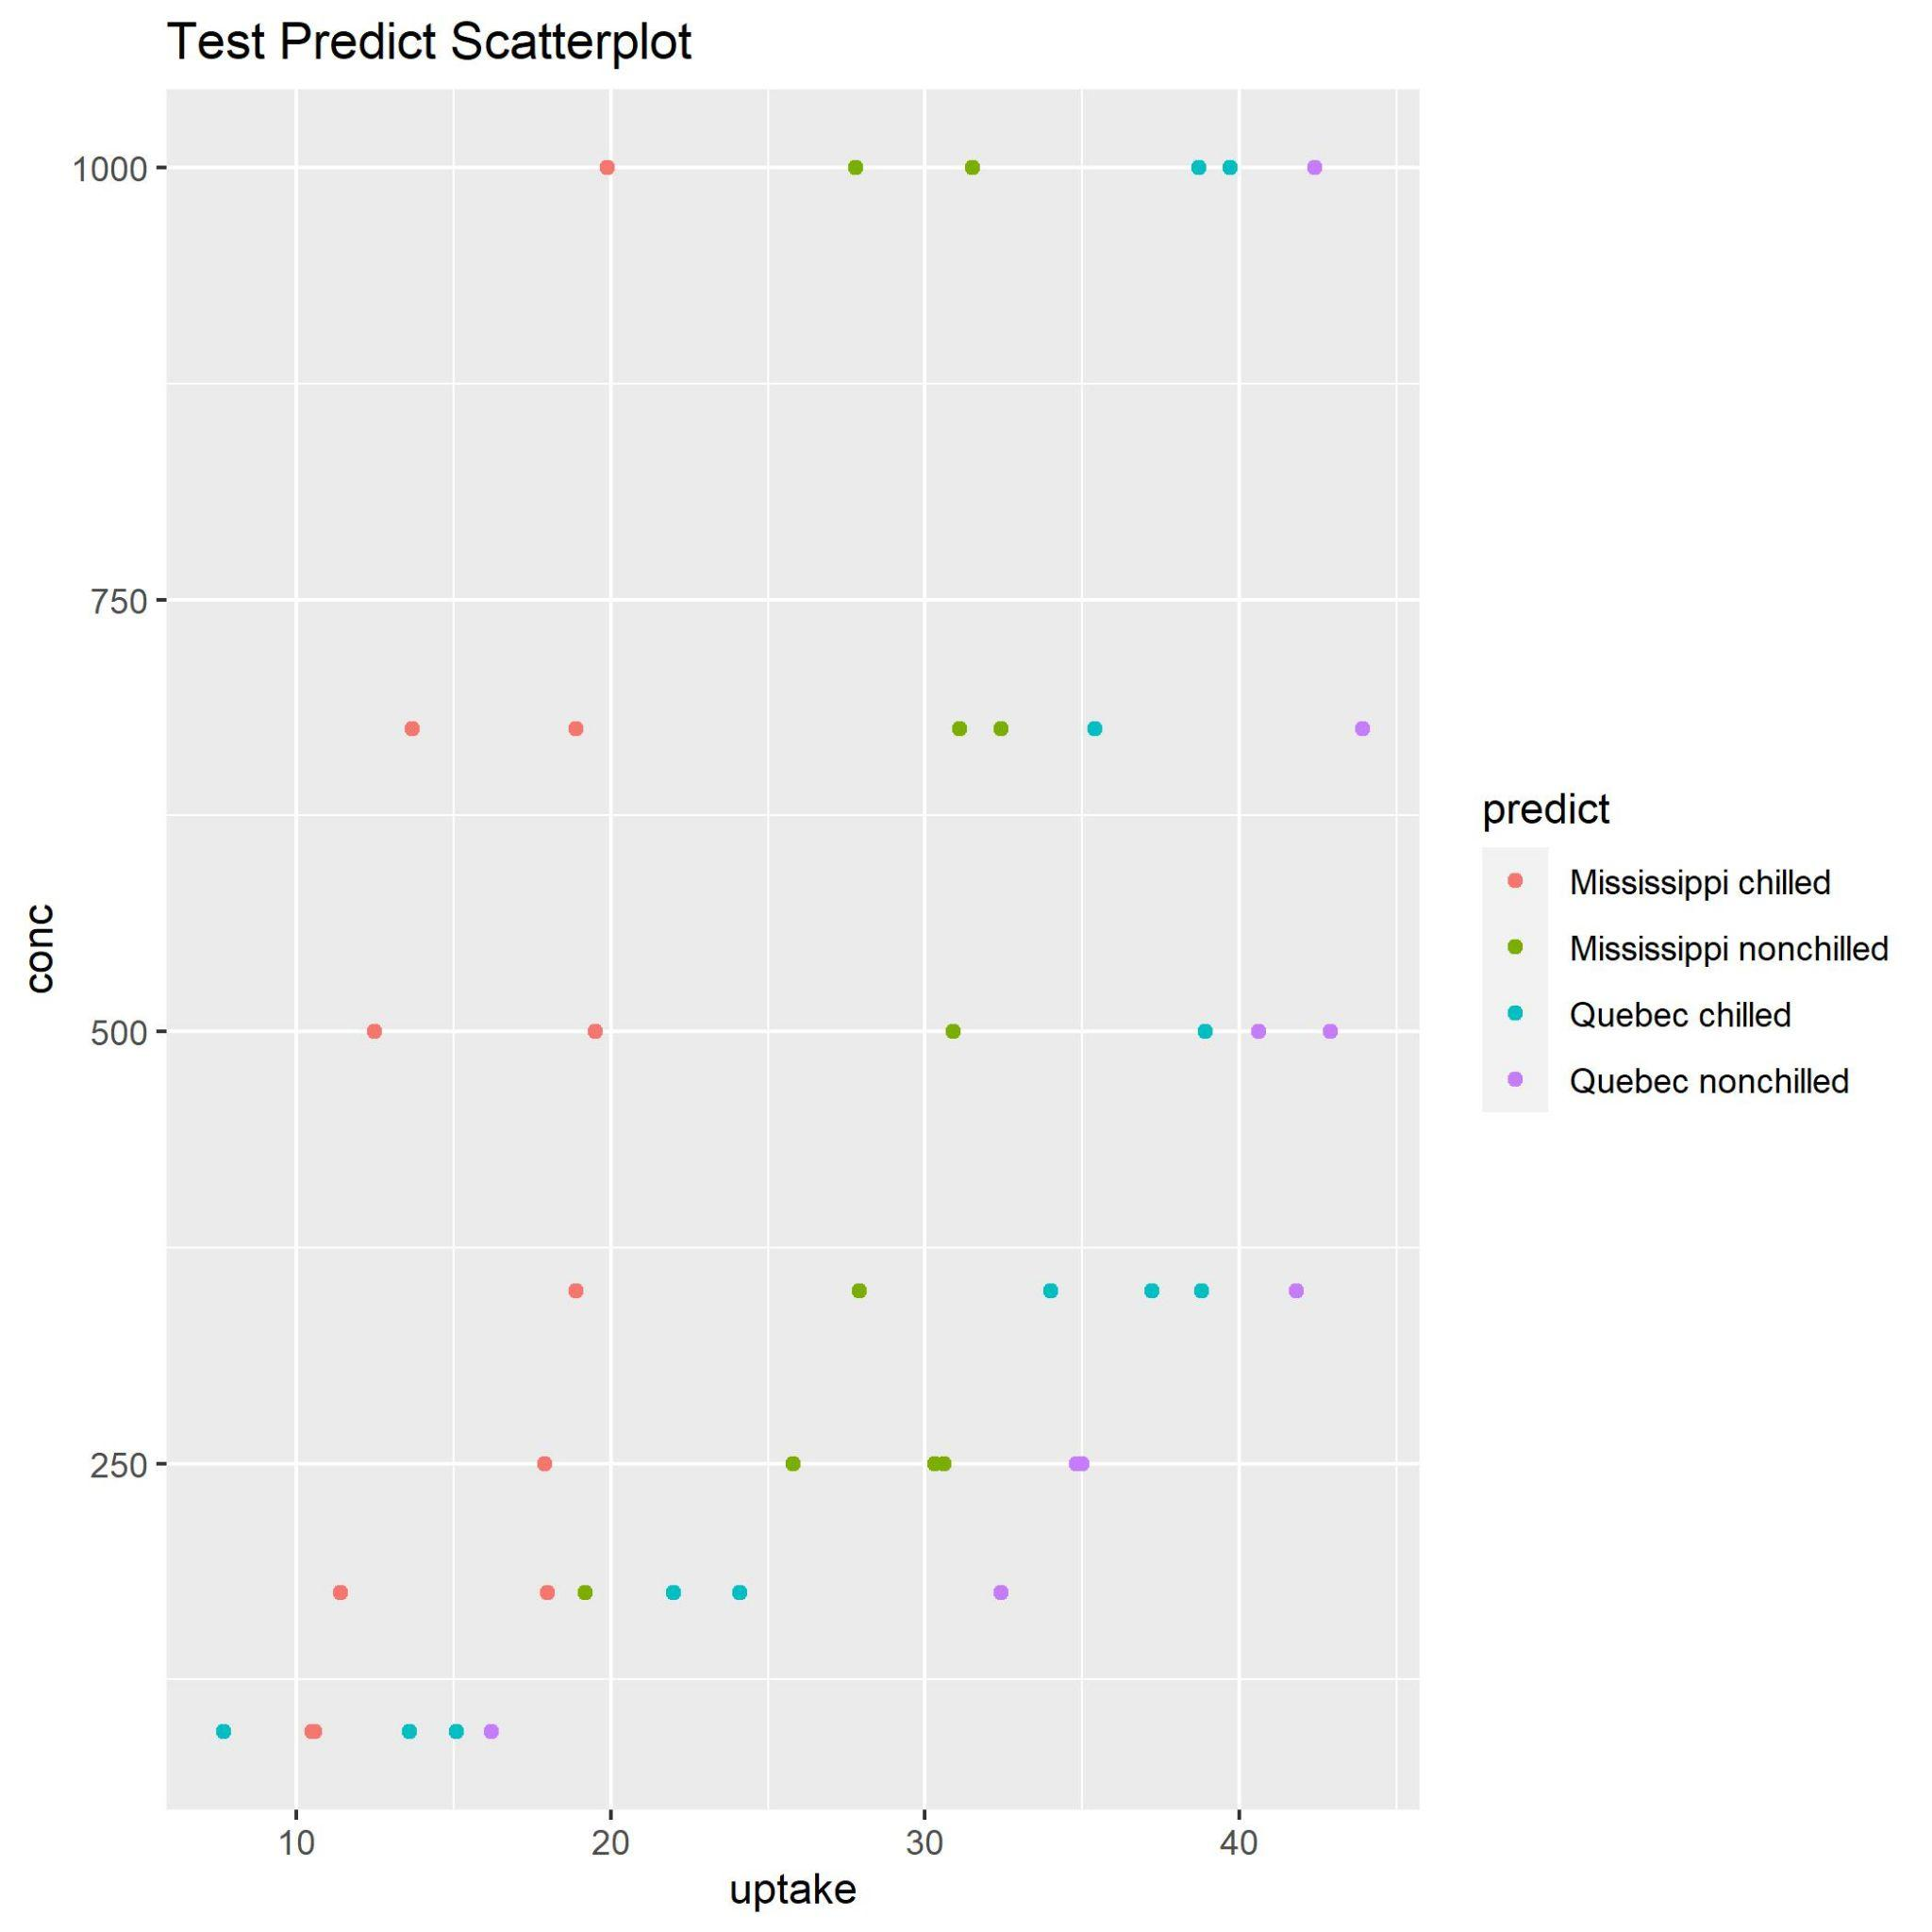 Test Predict Scatterplot
1000
750
500
250
conc
10 20 30 40
uptake
predict
Mississippi chilled
Mississippi nonchilled
Quebec chilled
Quebec nonchilled